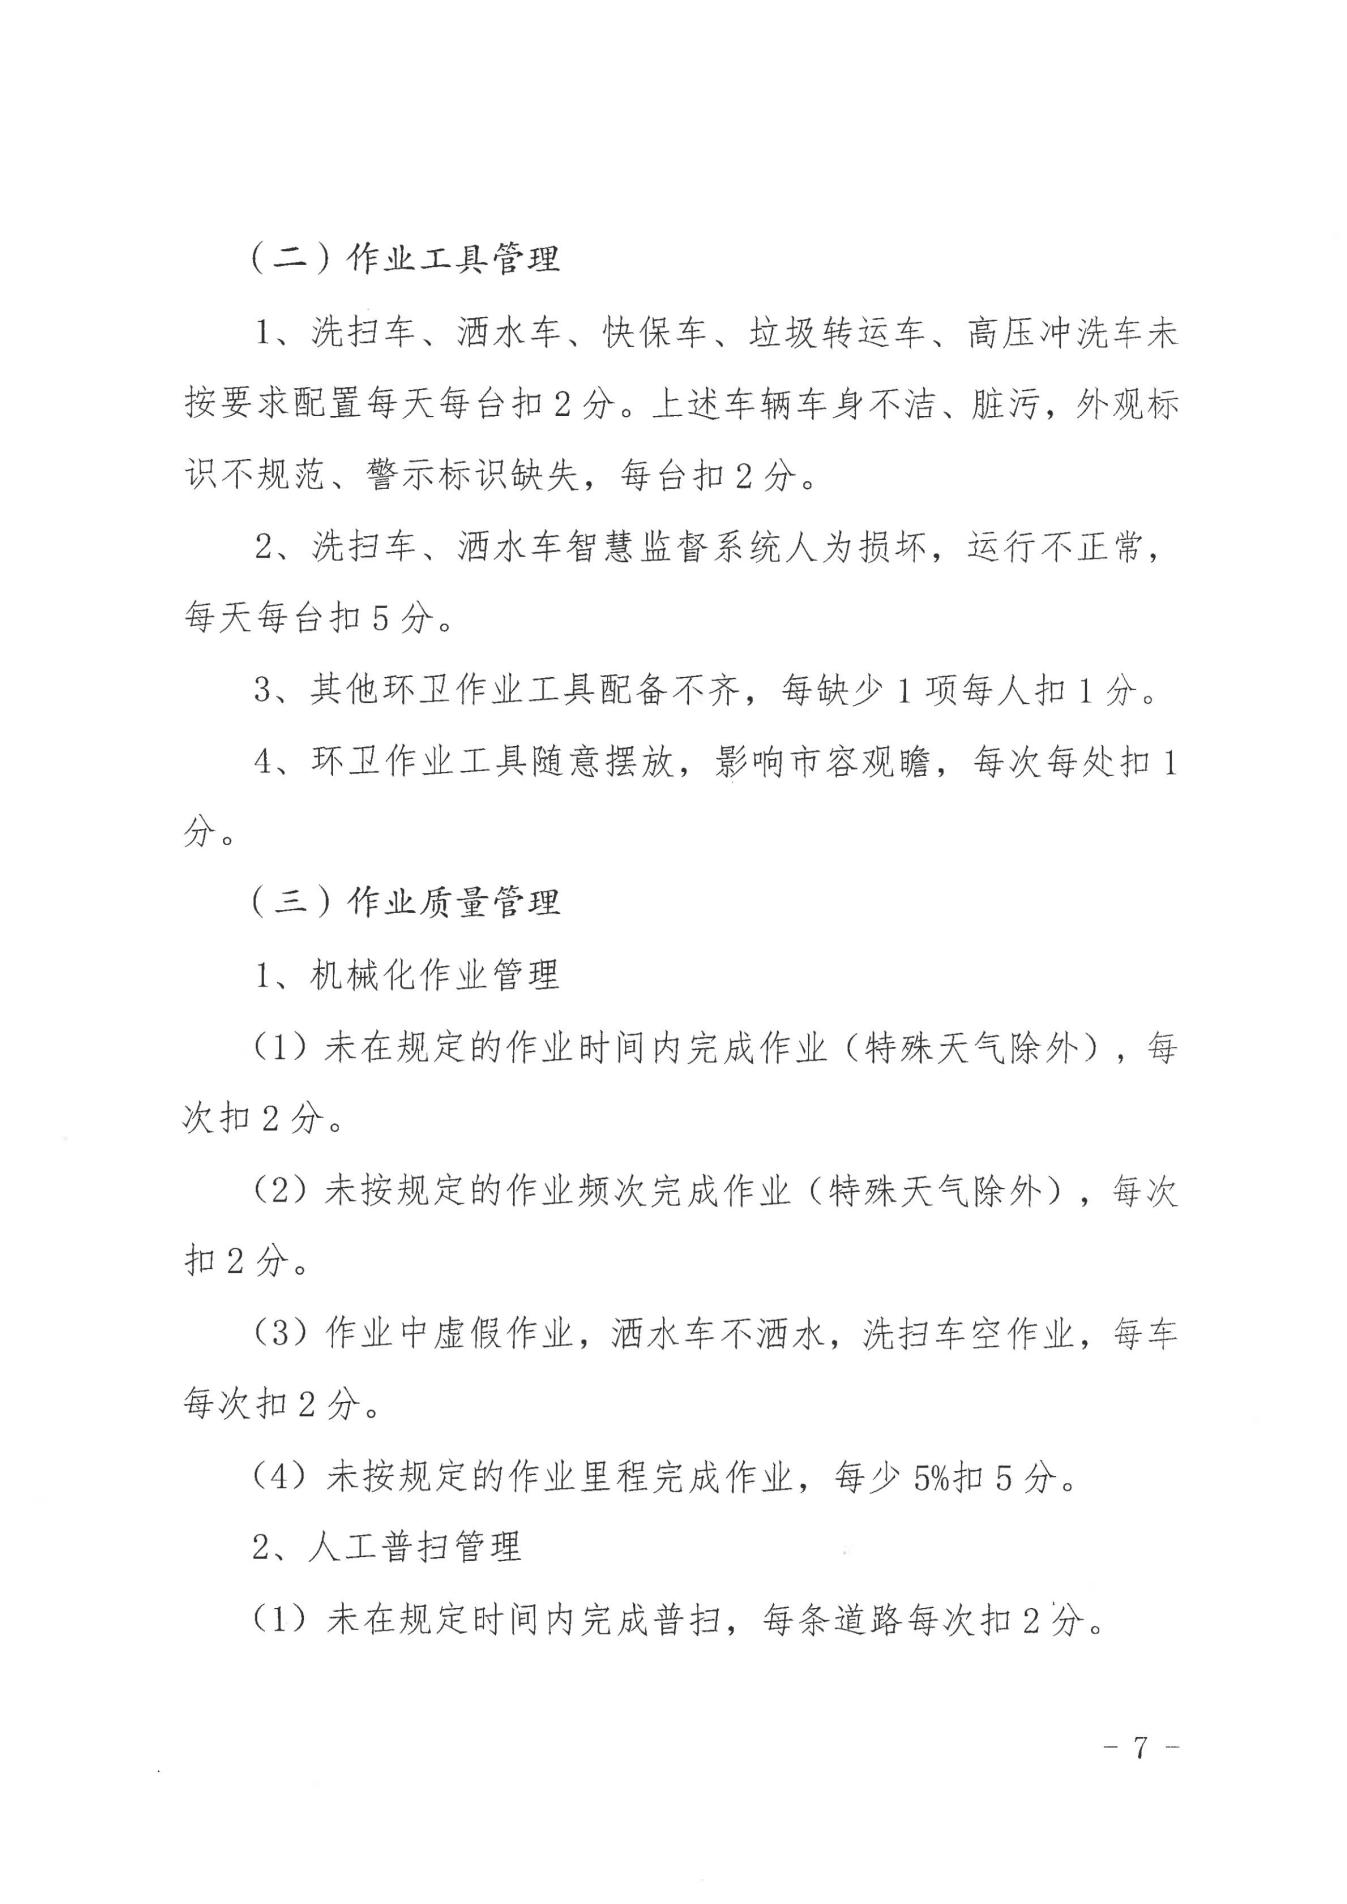 （二）作业工具管理
1、洗扫车、洒水车、快保车、垃圾转运车、高压冲洗车未
按要求配置每天每台扣2分。上述车辆车身不洁、脏污，外观标
识不规范、警示标识缺失，每台扣2分。
2、洗扫车、洒水车智慧监督系统人为损坏，运行不正常，
每天每台扣5分。
3、其他环卫作业工具配备不齐，每缺少1项每人扣1分。
4、环卫作业工具随意摆放，影响市容观瞻，每次每处扣1
分。
（三）作业质量管理
1、机械化作业管理
（1）未在规定的作业时间内完成作业（特殊天气除外），每
次扣2分。
（2）未按规定的作业频次完成作业（特殊天气除外），每次
扣2分。
（3）作业中虚假作业，洒水车不洒水，洗扫车空作业，每车
每次扣2分。
（4）未按规定的作业里程完成作业，每少5%扣5分。
2、人工普扫管理
（1）未在规定时间内完成普扫，每条道路每次扣2分。
- 7 -